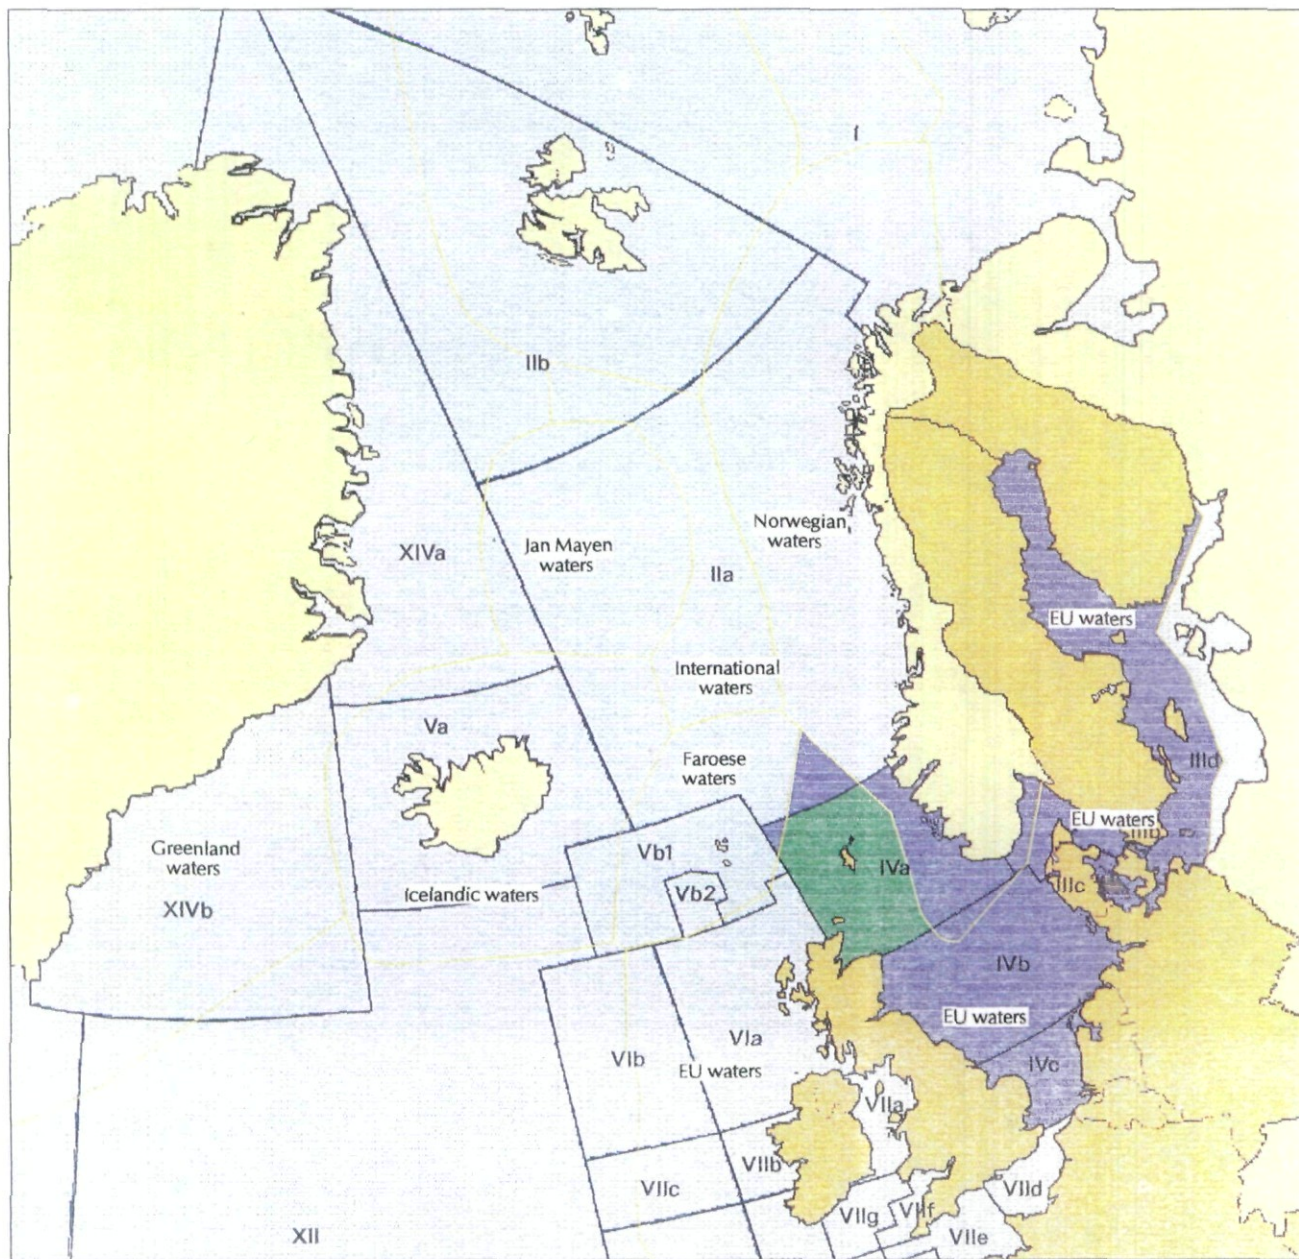 I
IIb
Norwegian
waters
XIVa
Jan Mayen
waters
IIa
EU waters
International
waters
Va
Faroese
waters
IIId
EU waters
IIIb
Greenland
waters
Vb1
IVa
IIIc
Icelandic waters
Vb2
XIVb
IVb
EU waters
VIa
VIb
EU waters
IVc
VIIa
VIIb
VIIc
VIId
VIIg
VIIf
VIIe
XII